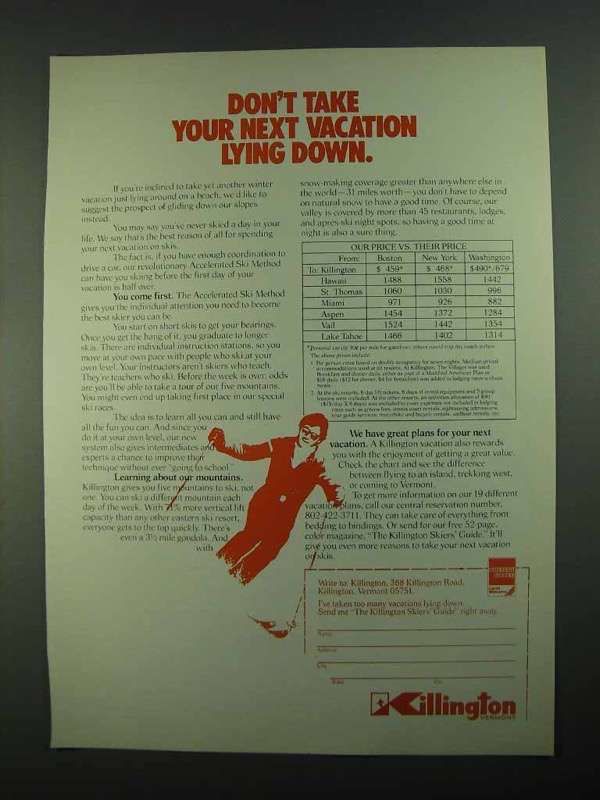 DON'T TAKE
YOUR NEXT VACATION
LYING DOWN.
If you're inclined to take yet another winter
vacation just lying around on a beach, we'd like to
suggest the prospect of gliding down our slopes
instead.
You may say you've never skied a day in your
life. We say that's the best reason of all for spending
your next vacation on skis.
The fact is, if you have enough coordination to
drive a car, our revolutionary Accelerated Ski Method
can have you skiing before the first day of your
vacation is half over.
You come first. The Accelerated Ski Method
gives you the individual attention you need to become
the best skier you can be.
You start on short skis to get your bearings.
Once you get the hang of it, you graduate to longer
skis. There are individual instruction stations, so you
move at your own pace with people who ski at your
own level. Your instructors aren't skiers who teach.
They're teachers who ski. Before the week is over, odds
are you'll be able to take a tour of our five mountains.
You might even end up taking first place in our special
ski races.
The idea is to learn all you can and still have
all the fun you can. And since you
do it at your own level, our new
system also gives intermediates and
experts a chance to improve their
technique without ever "going to school."
Learning about our mountains.
Killington gives you five mountains to ski, not
one. You can ski a different mountain each
day of the week. With 71% more vertical lift
capacity than any other eastern ski resort,
everyone gets to the top quickly. There's
even a 3½ mile gondola. And
with
snow-making coverage greater than anywhere else in
the world—31 miles worth—you don't have to depend
on natural snow to have a good time. Of course, our
valley is covered by more than 45 restaurants, lodges,
and après-ski night spots, so having a good time at
night is also a sure thing.
OUR PRICE VS. THEIR PRICE
From: Boston New York Washington
To: Killington $ 459* $ 468* $490*/679
Hawaii 1488 1558 1442
St. Thomas 1060 1030 996
Miami 971 926 882
Aspen 1454 1372 1284
Vail 1524 1442 1354
Lake Tahoe 1466 1402 1314
The above prices include:
We have great plans for your next
vacation. A Killington vacation also rewards
you with the enjoyment of getting a great value.
Check the chart and see the difference
between flying to an island, trekking west,
or coming to Vermont.
To get more information on our 19 different
vacation plans, call our central reservation number,
802-422-3711. They can take care of everything from
bedding to bindings. Or send for our free 52-page,
color magazine, "The Killington Skiers' Guide." It'll
give you even more reasons to take your next vacation
on skis.
Write to: Killington, 368 Killington Road,
Killington, Vermont 05751.
I've taken too many vacations lying down.
Send me "The Killington Skiers' Guide" right away.
Name
Address
City
State Zip
Killington
VERMONT